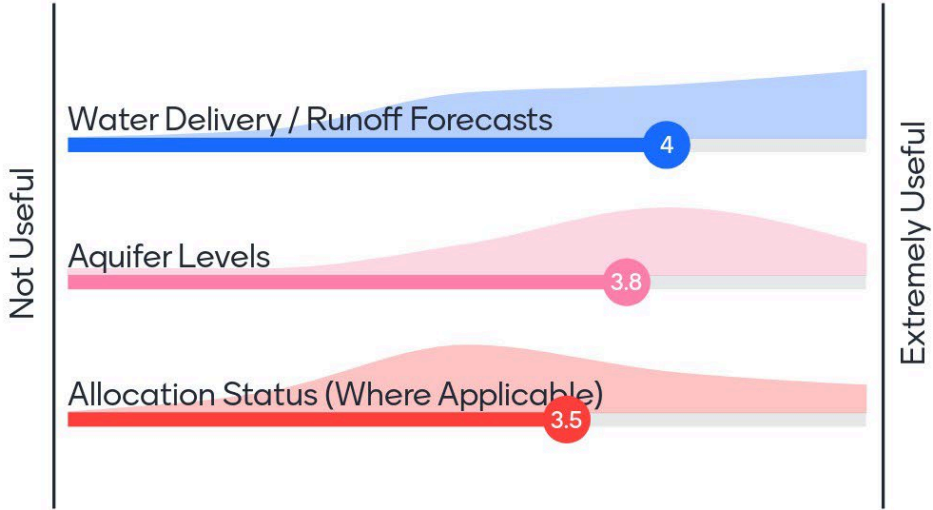 Not Useful
Water Delivery / Runoff Forecasts
4
Aquifer Levels
3.8
Allocation Status (Where Applicable)
3.5
Extremely Useful